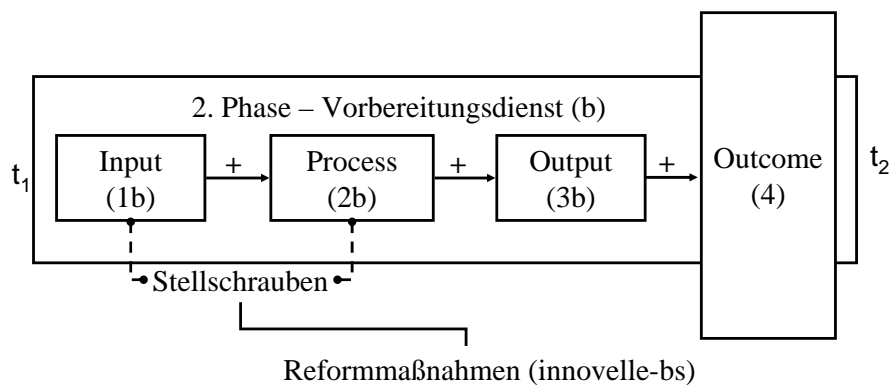 2. Phase – Vorbereitungsdienst (b)
t1
Input
(1b)
+
Process
(2b)
+
Output
(3b)
+
Outcome
(4)
t2
Stellschrauben
Reformmaßnahmen (innovelle-bs)